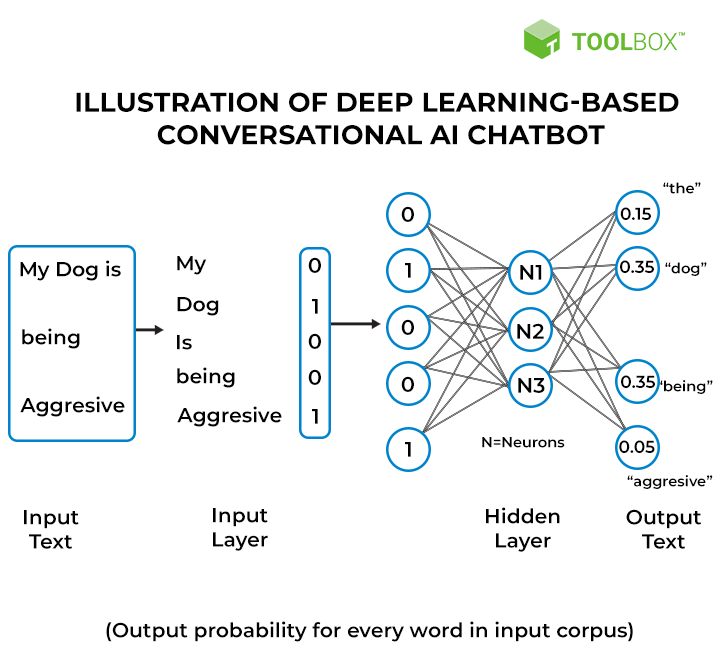 TOOLBOX™
ILLUSTRATION OF DEEP LEARNING-BASED
CONVERSATIONAL AI CHATBOT
My Dog is
being
Aggresive
My
Dog
Is
being
Aggresive
0
1
0
0
1
0
1
0
0
1
N1
N2
N3
N=Neurons
0.15
"the"
0.35
"dog"
0.35
"being"
0.05
"aggresive"
Input
Text
Input
Layer
Hidden
Layer
Output
Text
(Output probability for every word in input corpus)